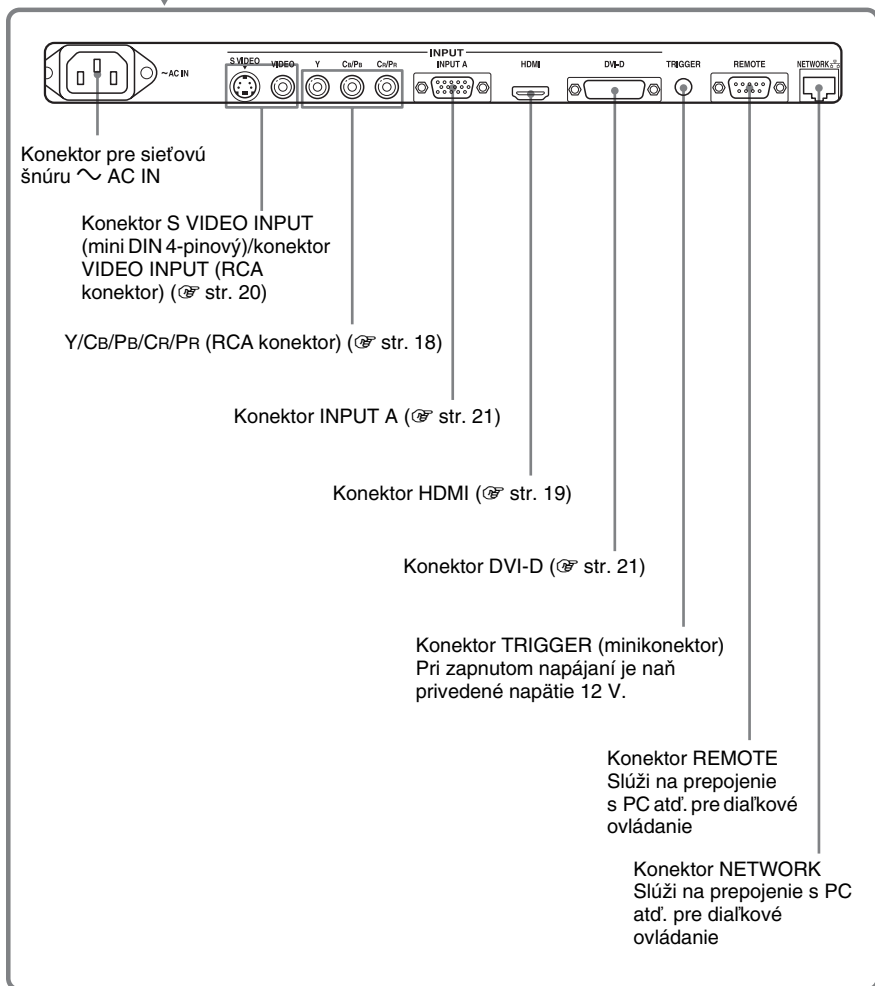 INPUT
S VIDEO VIDEO Y CB/PB CR/PR INPUT A HDMI DVI-D TRIGGER REMOTE NETWORK
~AC IN
Konektor pre sieťovú
šnúru ~ AC IN
Konektor S VIDEO INPUT
(mini DIN 4-pinový)/konektor
VIDEO INPUT (RCA
konektor) (☞ str. 20)
Y/CB/PB/CR/PR (RCA konektor) (☞ str. 18)
Konektor INPUT A (☞ str. 21)
Konektor HDMI (☞ str. 19)
Konektor DVI-D (☞ str. 21)
Konektor TRIGGER (minikonektor)
Pri zapnutom napájaní je naň
privedené napätie 12 V.
Konektor REMOTE
Slúži na prepojenie
s PC atď. pre diaľkové
ovládanie
Konektor NETWORK
Slúži na prepojenie s PC
atď. pre diaľkové
ovládanie